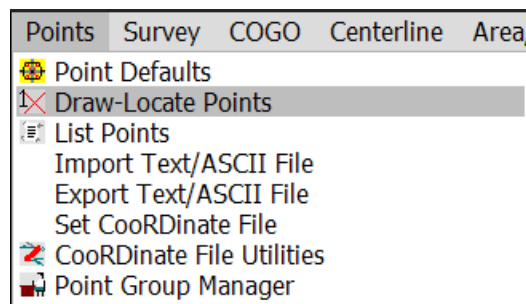 Points Survey COGO Centerline Area
Point Defaults
1 Draw-Locate Points
List Points
Import Text/ASCII File
Export Text/ASCII File
Set CooRDinate File
CooRDinate File Utilities
Point Group Manager